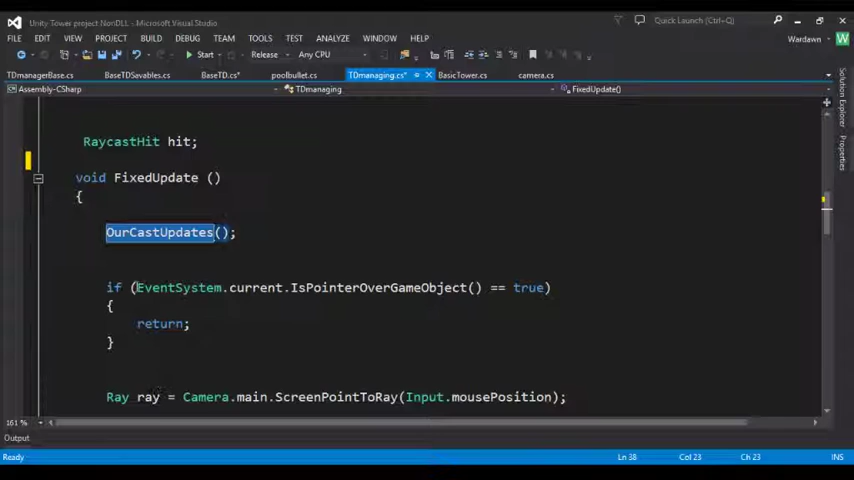 Unity Tower project NonDLL - Microsoft Visual Studio
Quick Launch (Ctrl+Q)
FILE EDIT VIEW PROJECT BUILD DEBUG TEAM TOOLS TEST ANALYZE WINDOW HELP
Wardawn W
Start Release Any CPU
TDmanagerBase.cs BaseTDSavables.cs BaseTD.cs* poolbullet.cs TDmanaging.cs* BasicTower.cs camera.cs
Assembly-CSharp TDmanaging FixedUpdate()
Solution Explorer
Properties
RaycastHit hit;
void FixedUpdate ()
{
OurCastUpdates();
if (EventSystem.current.IsPointerOverGameObject() == true)
{
return;
}
Ray ray = Camera.main.ScreenPointToRay(Input.mousePosition);
161 %
Output
Ready Ln 38 Col 23 Ch 23 INS